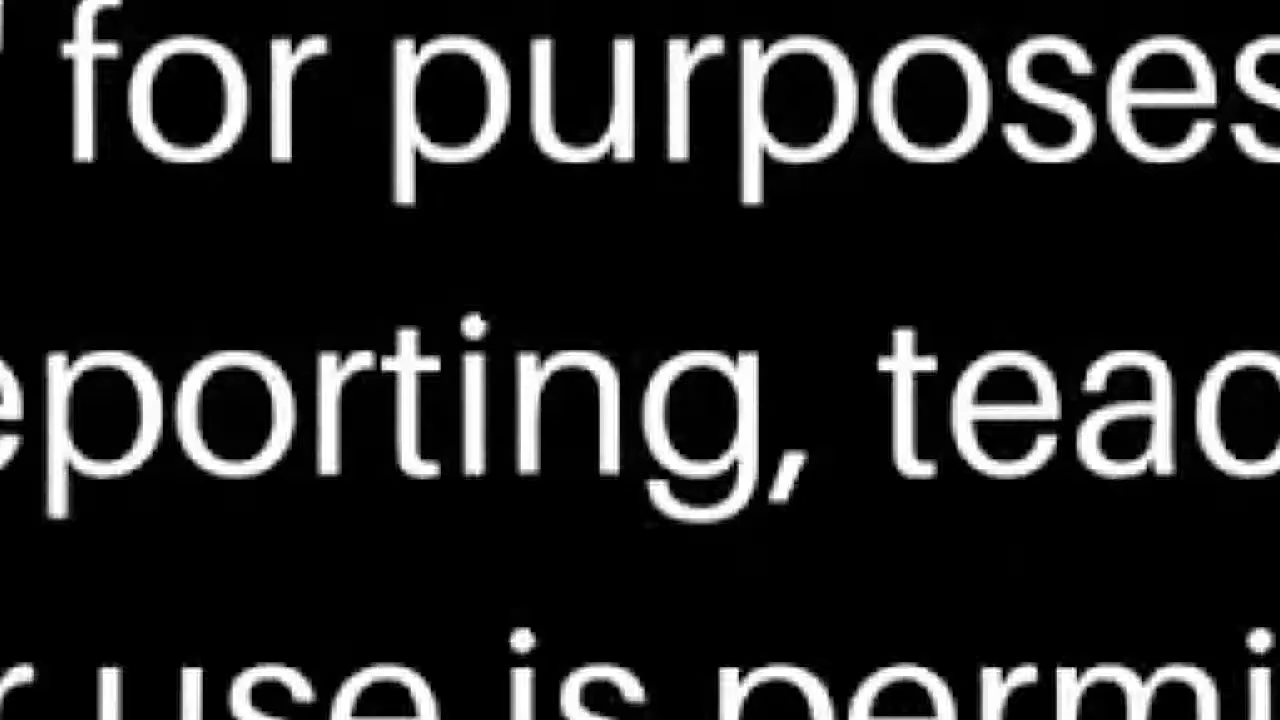 for purposes
eporting, teac
r use is permi